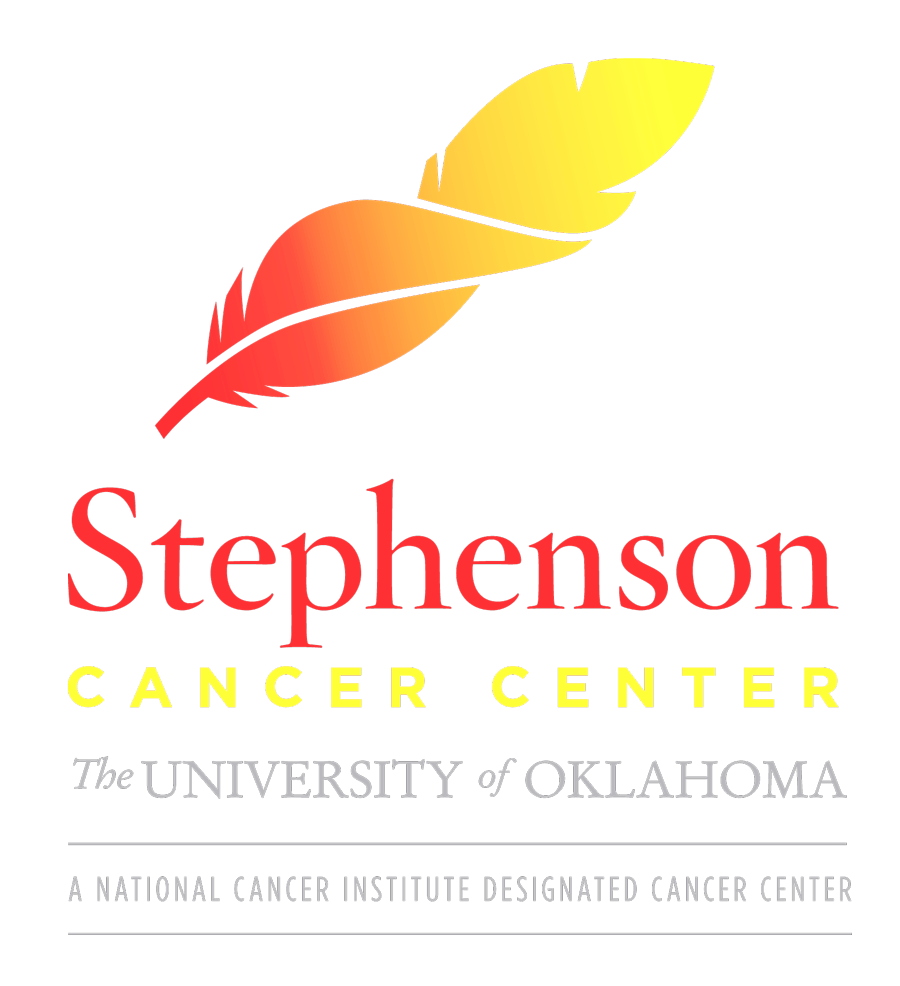 Stephenson
CANCER CENTER
The UNIVERSITY of OKLAHOMA
A NATIONAL CANCER INSTITUTE DESIGNATED CANCER CENTER